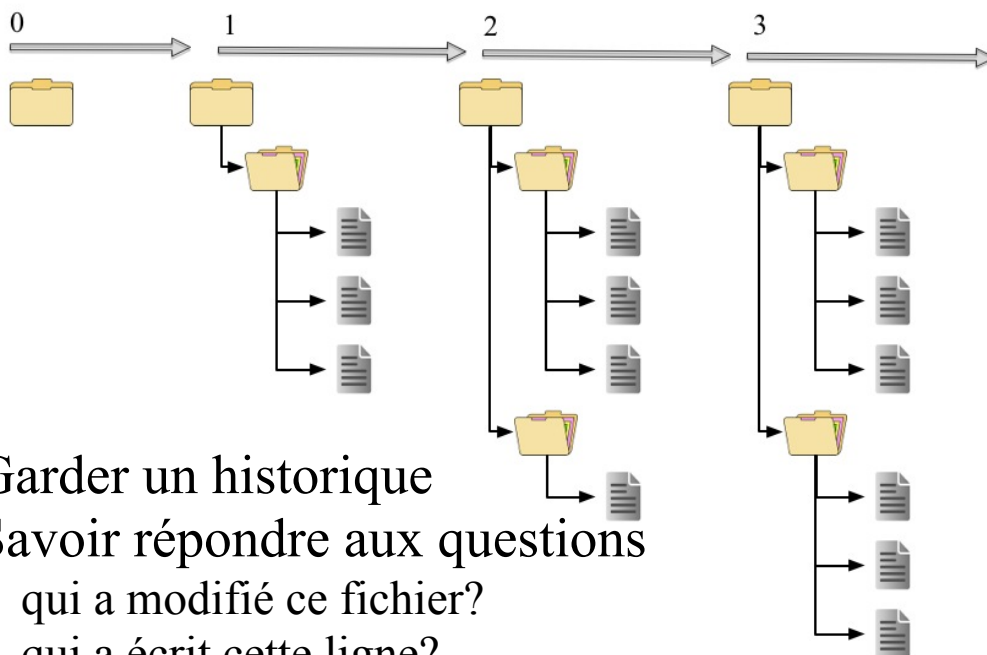 0 1 2 3
Garder un historique
Savoir répondre aux questions
qui a modifié ce fichier?
qui a écrit cette ligne?